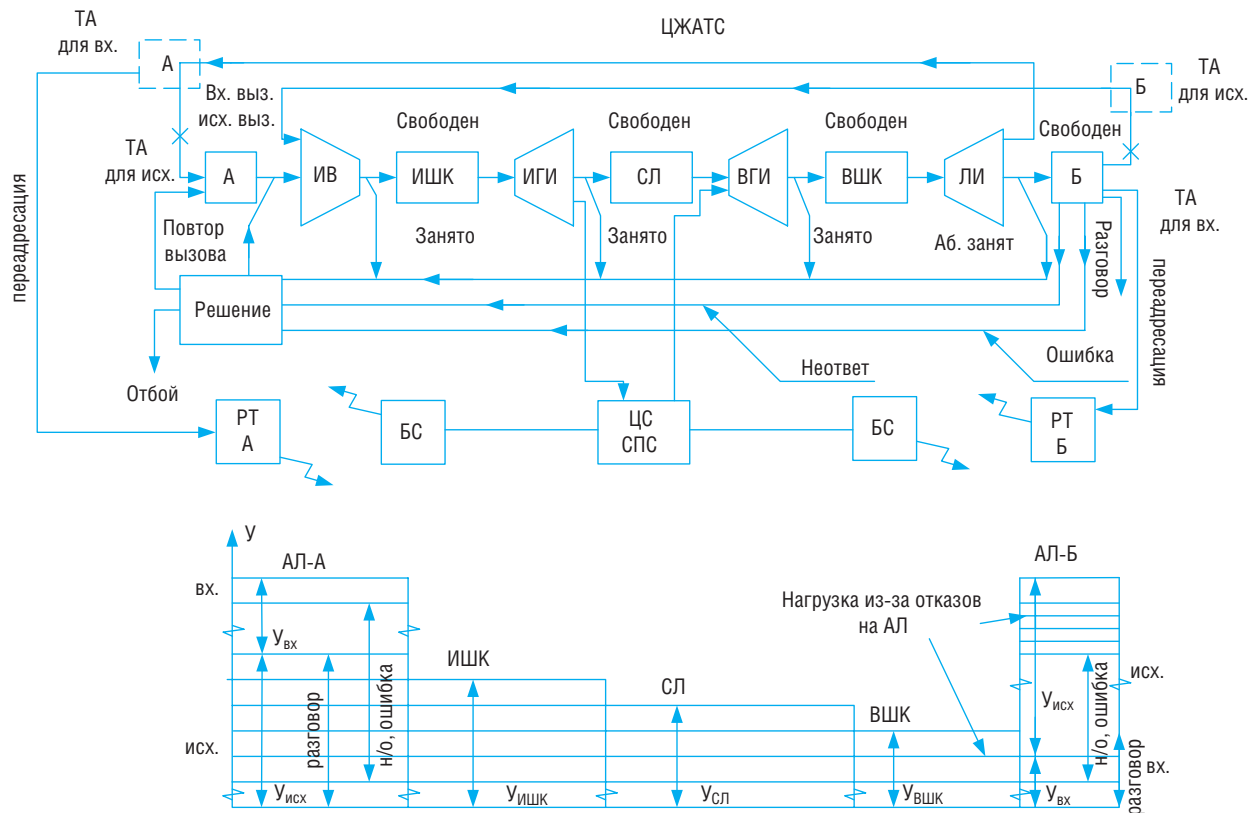 ТА
для вх.
ЦЖАТС
А
Б
ТА
для исх.
Вх. выз.
исх. выз.
Свободен
Свободен
Свободен
Свободен
ТА
для исх.
А
ИВ
ИШК
ИГИ
СЛ
ВГИ
ВШК
ЛИ
Б
ТА
для вх.
переадресация
Повтор
вызова
Занято
Занято
Занято
Аб. занят
Разговор
переадресация
Решение
Отбой
Неответ
Ошибка
РТ
А
БС
ЦС
СПС
БС
РТ
Б
У
АЛ-А
АЛ-Б
вх.
Нагрузка из-за отказов
на АЛ
Увх
ИШК
СЛ
ВШК
разговор
н/о, ошибка
Уисх
н/о, ошибка
исх.
исх.
Уисх
УИШК
УСЛ
УВШК
Увх
разговор
вх.